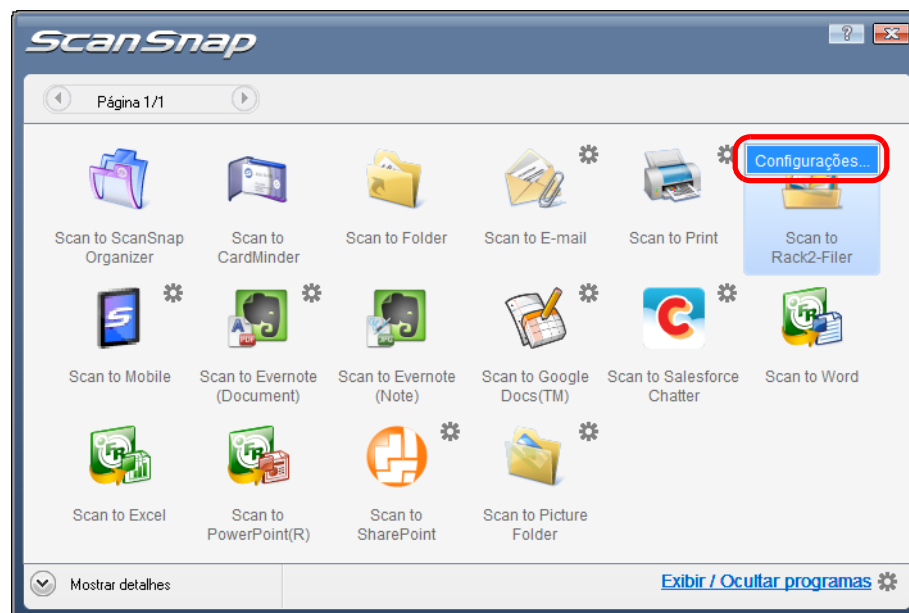 ScanSnap
Página 1/1
Configurações...
Scan to ScanSnap
Organizer
Scan to
CardMinder
Scan to Folder
Scan to E-mail
Scan to Print
Scan to
Rack2-Filer
Scan to Mobile
Scan to Evernote
(Document)
Scan to Evernote
(Note)
Scan to Google
Docs(TM)
Scan to Salesforce
Chatter
Scan to Word
Scan to Excel
Scan to
PowerPoint(R)
Scan to
SharePoint
Scan to Picture
Folder
Mostrar detalhes
Exibir / Ocultar programas